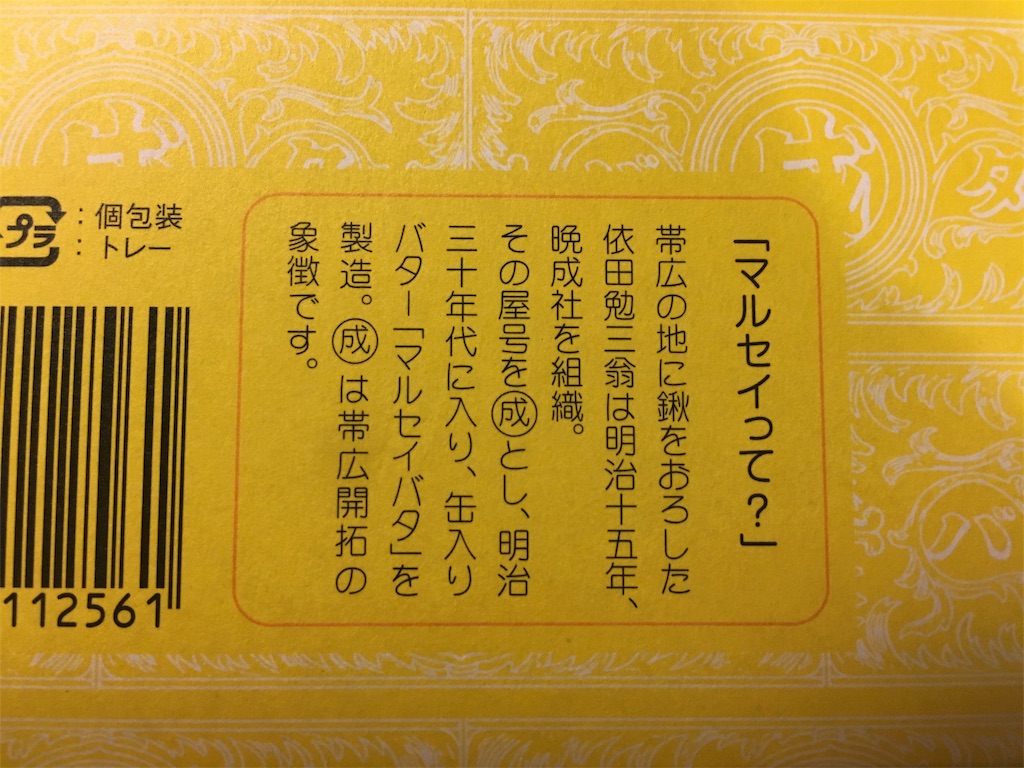 「マルセイって?」
帯広の地に鍬をおろした
依田勉三翁は明治十五年、
晩成社を組織。
その屋号を㊎とし、明治
三十年代に入り、缶入り
バター「マルセイバタ」を
製造。成は帯広開拓の
象徴です。
プラ
:個包装
:トレー
112561
バ
タ